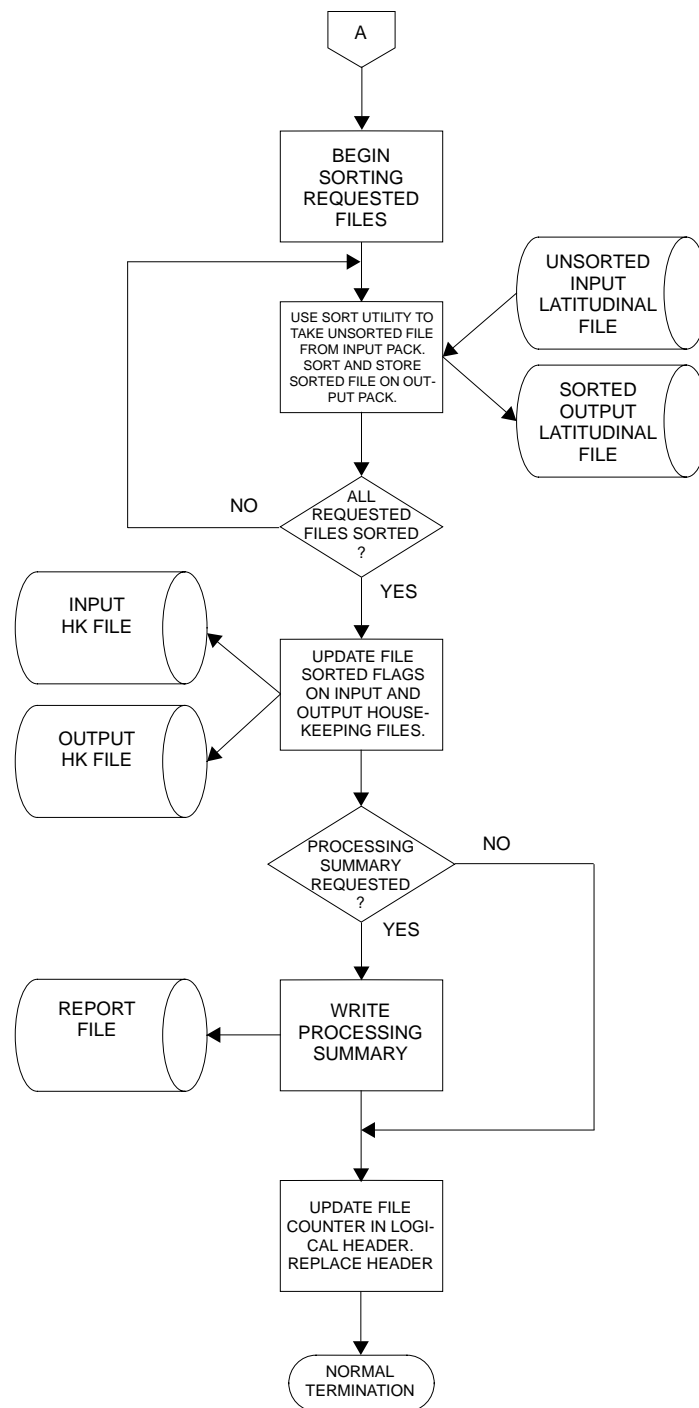 A
BEGIN
SORTING
REQUESTED
FILES
UNSORTED
INPUT
LATITUDINAL
FILE
USE SORT UTILITY TO
TAKE UNSORTED FILE
FROM INPUT PACK.
SORT AND STORE
SORTED FILE ON OUT-
PUT PACK.
SORTED
OUTPUT
LATITUDINAL
FILE
ALL
REQUESTED
FILES SORTED
?
NO
YES
INPUT
HK FILE
UPDATE FILE
SORTED FLAGS
ON INPUT AND
OUTPUT HOUSE-
KEEPING FILES.
OUTPUT
HK FILE
PROCESSING
SUMMARY
REQUESTED
?
NO
YES
REPORT
FILE
WRITE
PROCESSING
SUMMARY
UPDATE FILE
COUNTER IN LOGI-
CAL HEADER.
REPLACE HEADER
NORMAL
TERMINATION